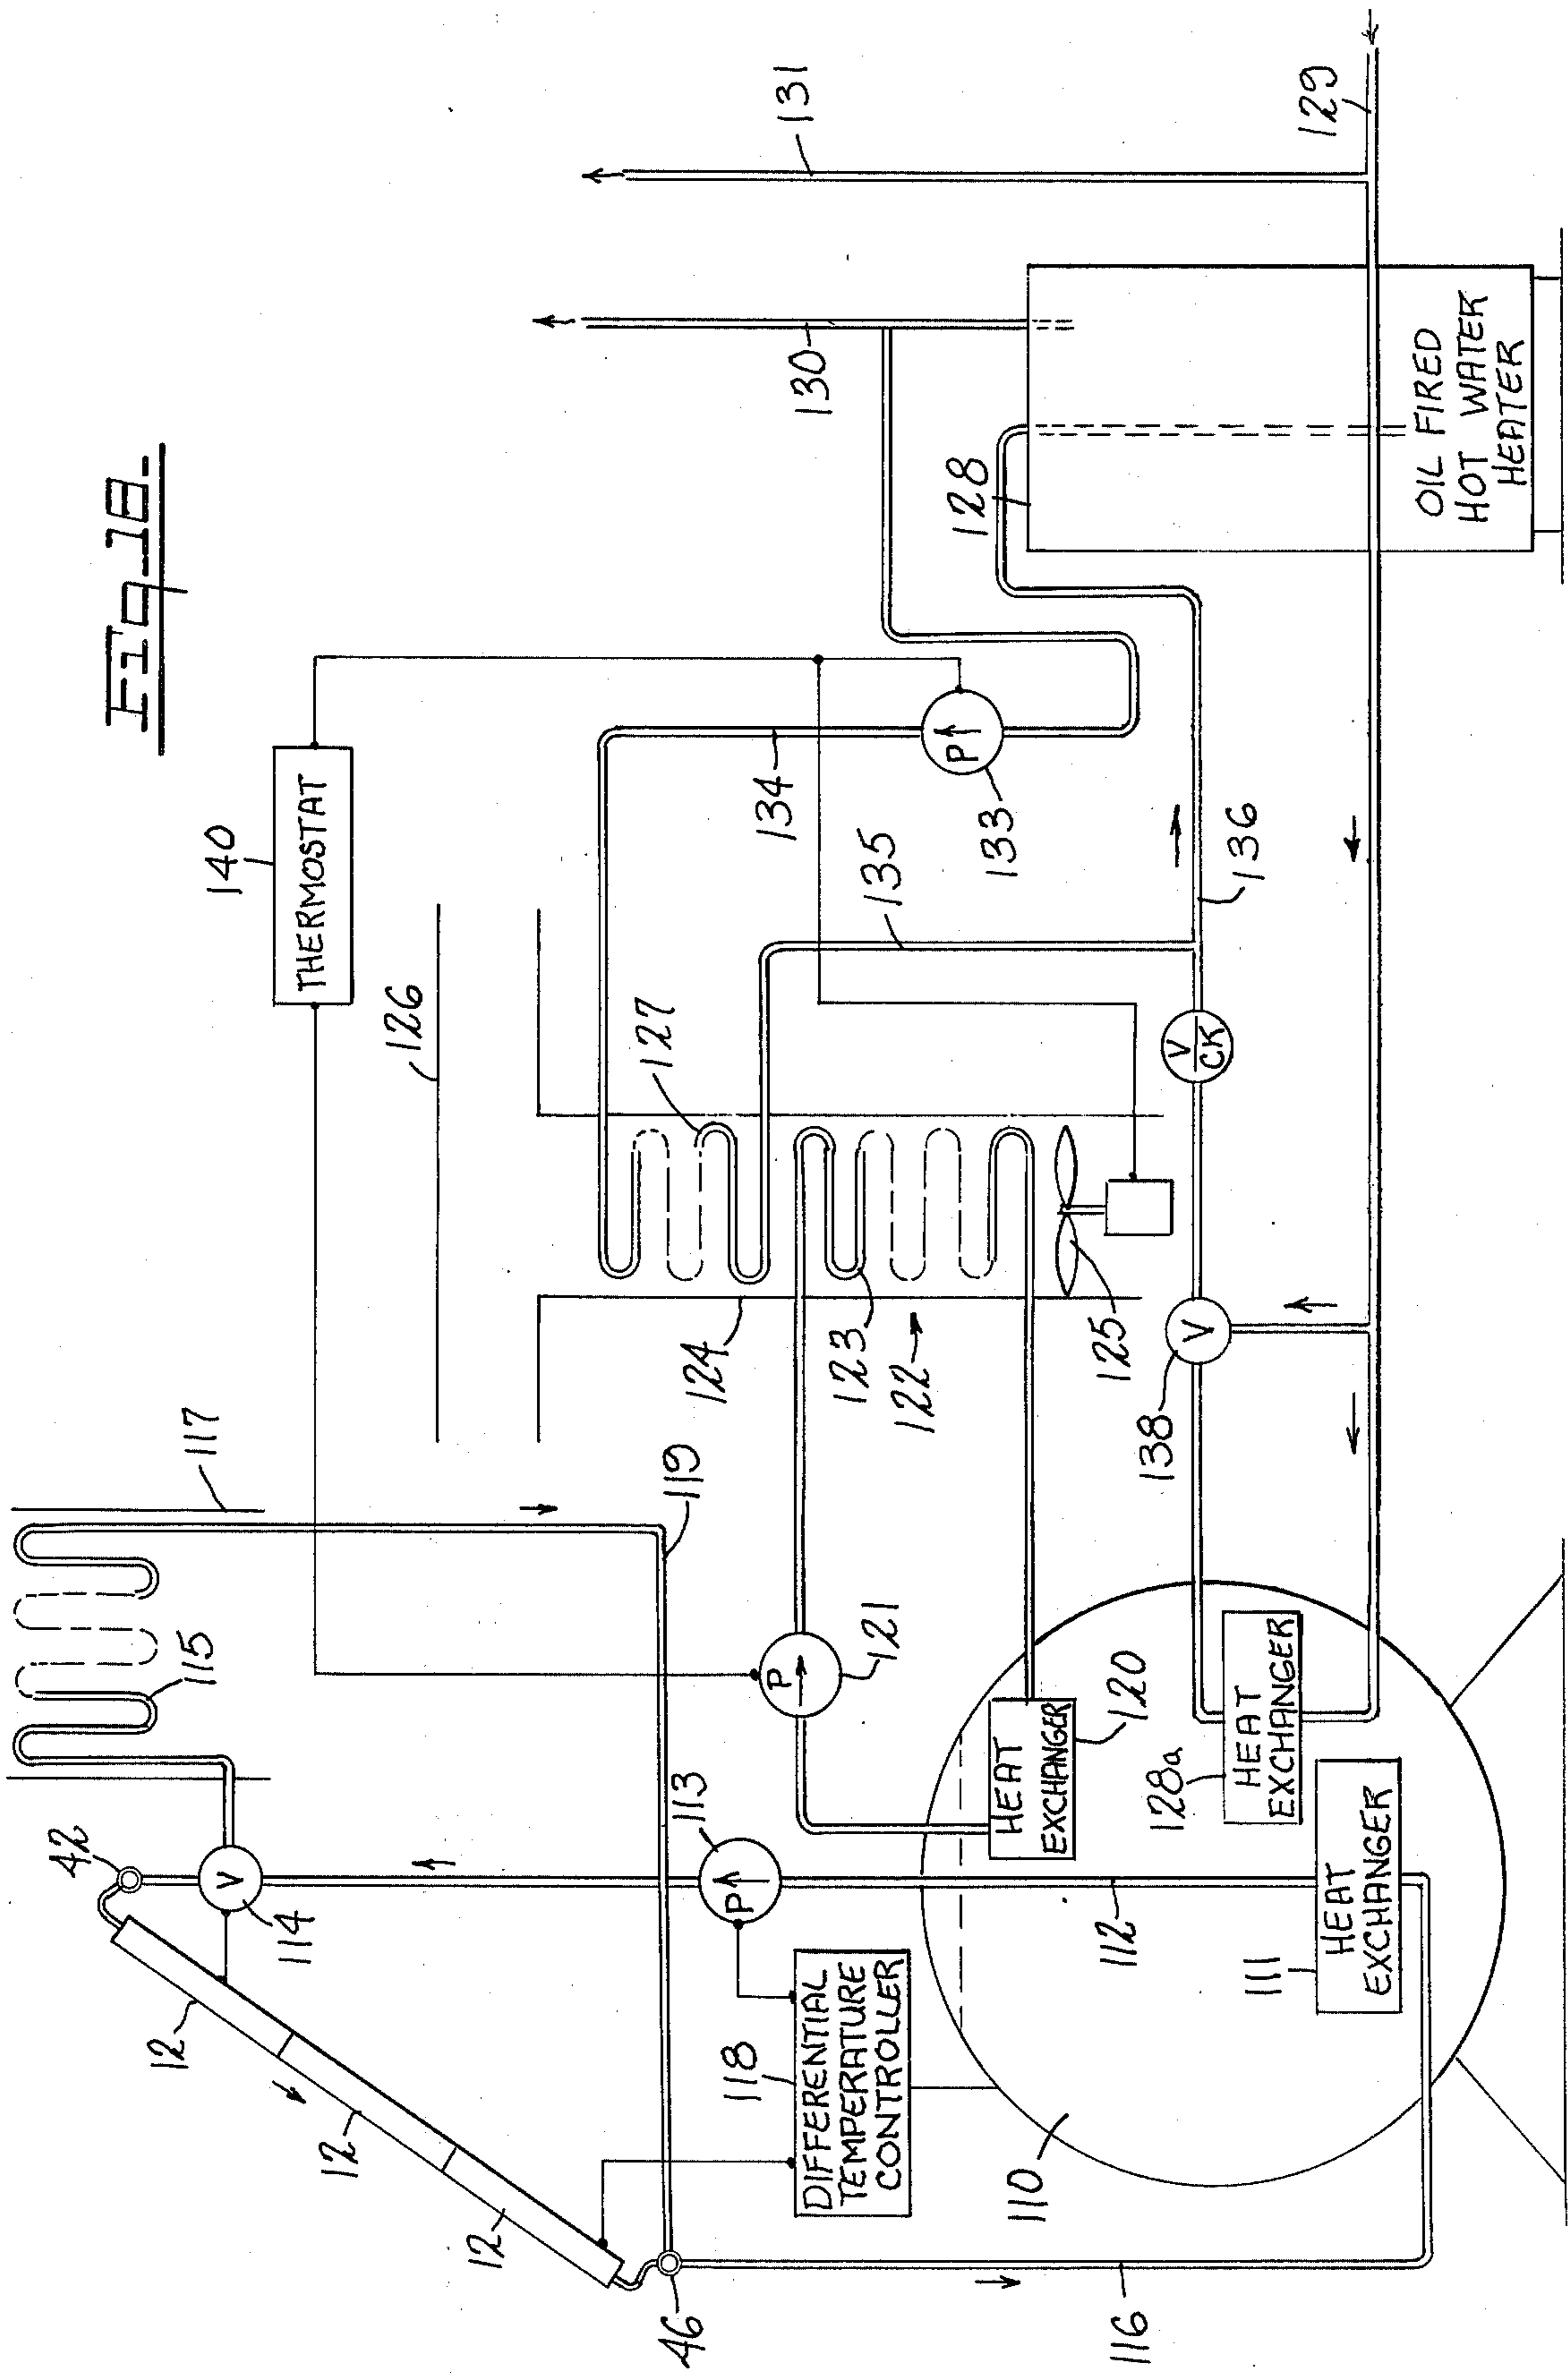 Fig_18.
117
42
V
114
115
12
12
12
119
113
P
P
121
118
DIFFERENTIAL
TEMPERATURE
CONTROLLER
46
110
112
116
HEAT
EXCHANGER
120
128a
HEAT
EXCHANGER
111
HEAT
EXCHANGER
140
THERMOSTAT
126
127
124
123
122
125
134
135
P
133
V
138
V
CK
136
130
131
128
129
OIL FIRED
HOT WATER
HEATER